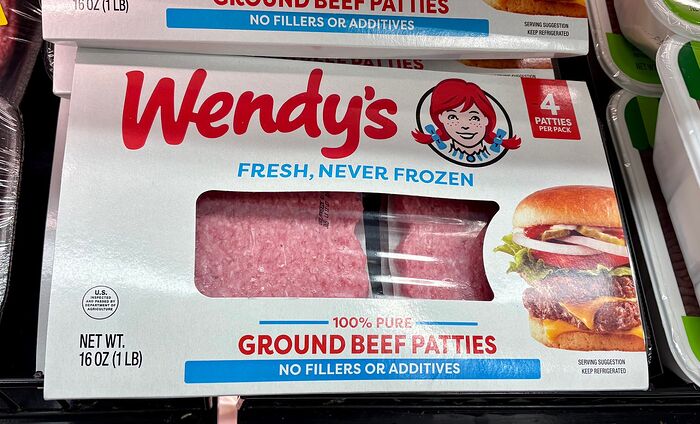 16 OZ (1 LB)
GROUND BEEF PATTIES
NO FILLERS OR ADDITIVES
SERVING SUGGESTION
KEEP REFRIGERATED
Wendy's
4
PATTIES
PER PACK
FRESH, NEVER FROZEN
U.S.
INSPECTED
AND PASSED BY
DEPARTMENT OF
AGRICULTURE
NET WT.
16 OZ (1 LB)
100% PURE
GROUND BEEF PATTIES
NO FILLERS OR ADDITIVES
SERVING SUGGESTION
KEEP REFRIGERATED